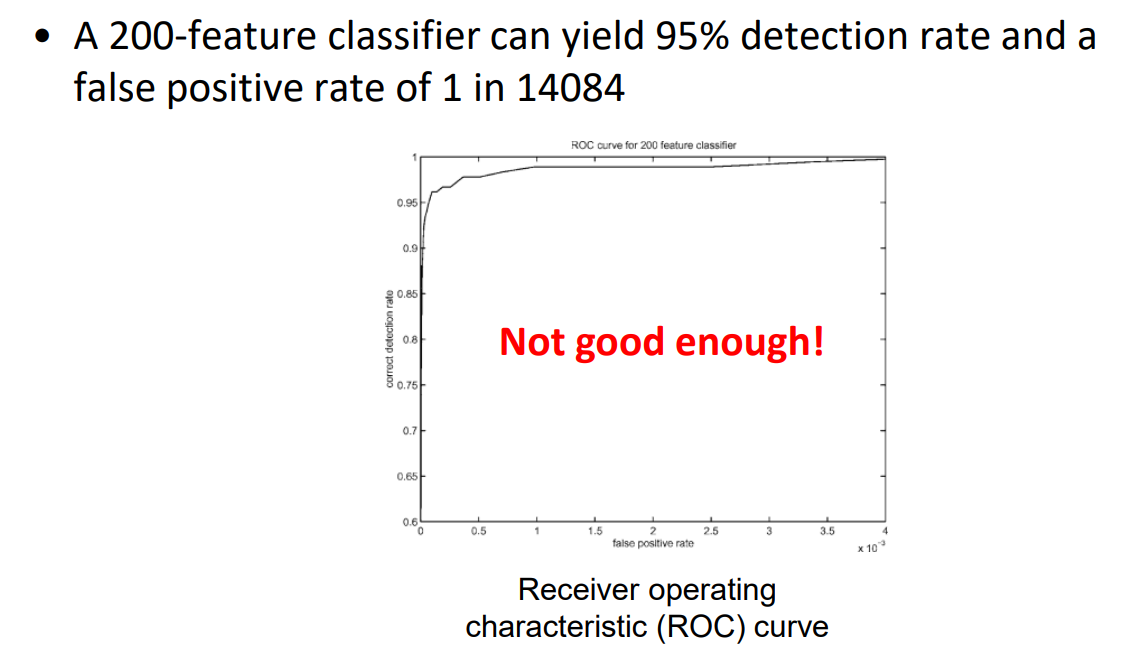 • A 200-feature classifier can yield 95% detection rate and a
false positive rate of 1 in 14084
ROC curve for 200 feature classifier
1
0.95
0.9
0.85
0.8
0.75
0.7
0.65
0.6
correct detection rate
Not good enough!
0 0.5 1 1.5 2 2.5 3 3.5 4
false positive rate
x 10⁻³
Receiver operating
characteristic (ROC) curve